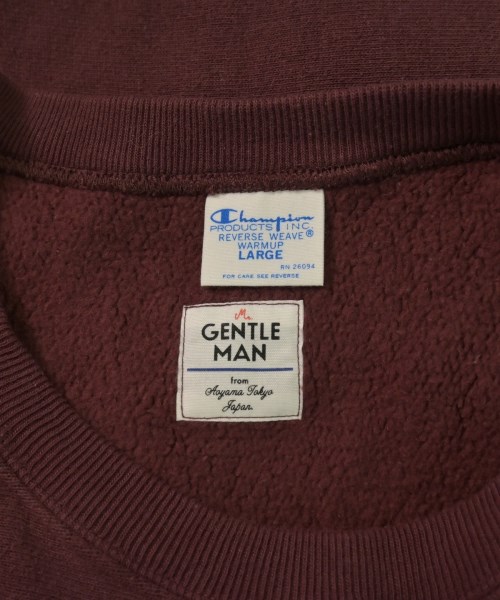 Champion
PRODUCTS INC.
REVERSE WEAVE®
WARMUP
LARGE
RN 26094
FOR CARE SEE REVERSE
Mr.
GENTLE
MAN
from
Aoyama Tokyo
Japan.